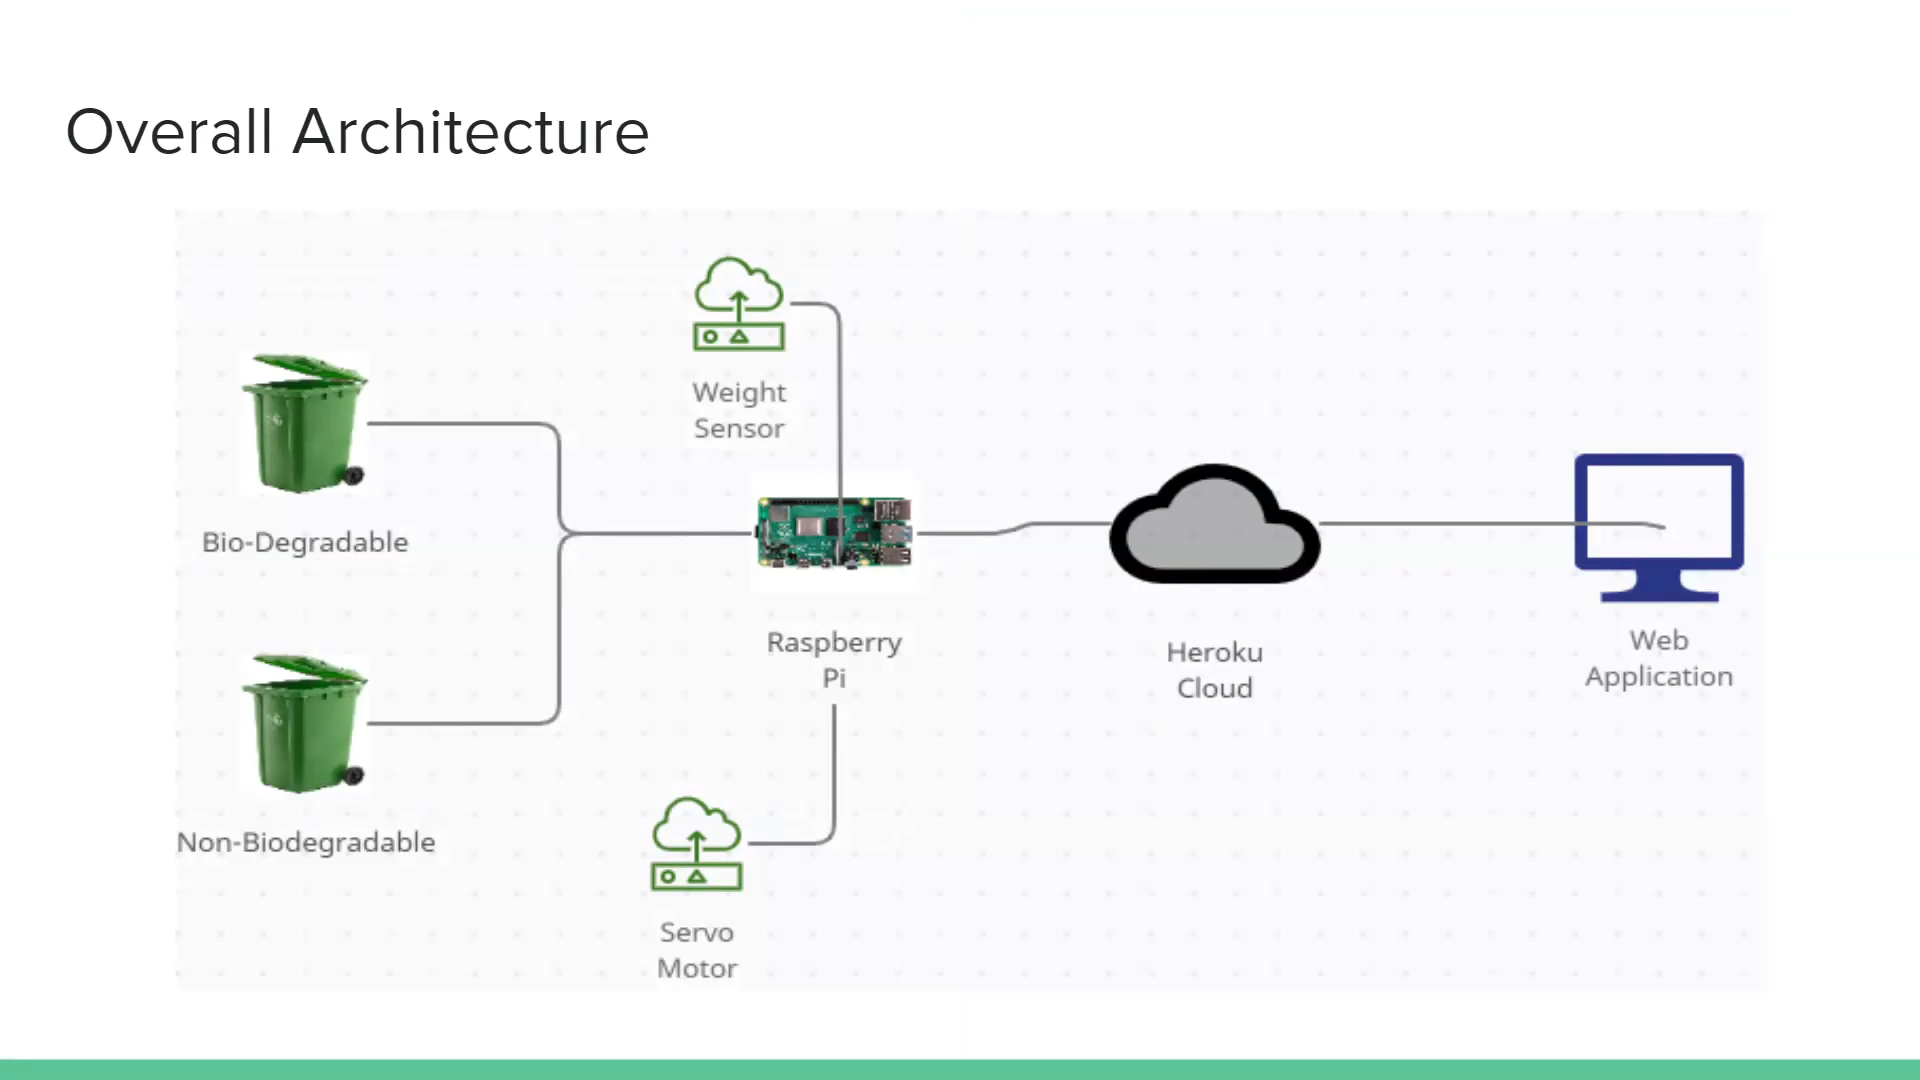 Overall Architecture
Weight
Sensor
Bio-Degradable
Raspberry
Pi
Heroku
Cloud
Web
Application
Non-Biodegradable
Servo
Motor